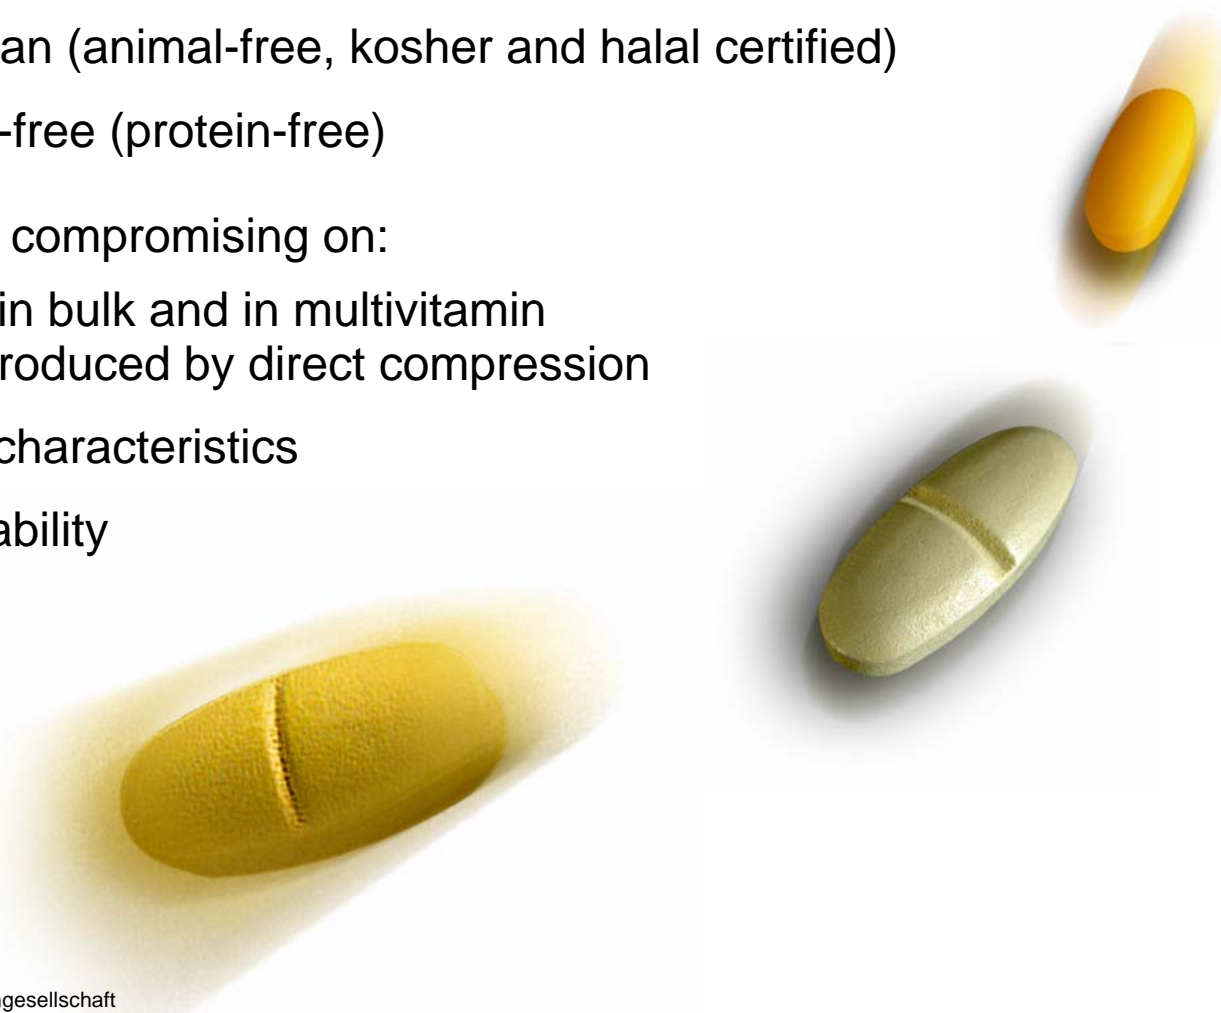 an (animal-free, kosher and halal certified)
-free (protein-free)
compromising on:
in bulk and in multivitamin
roduced by direct compression
characteristics
ability
gesellschaft